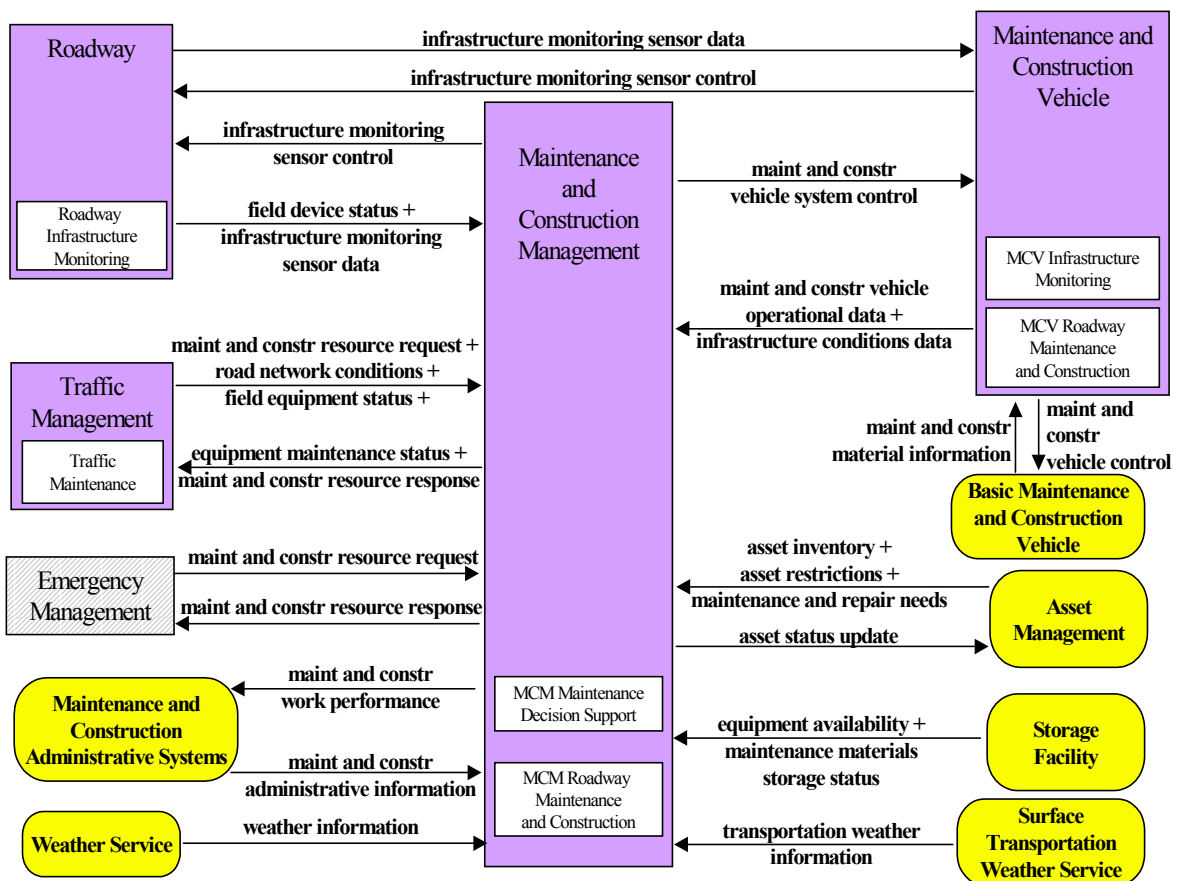 Roadway
infrastructure monitoring sensor data
infrastructure monitoring sensor control
Maintenance and
Construction
Vehicle
infrastructure monitoring
sensor control
Maintenance
and
Construction
Management
maint and constr
vehicle system control
Roadway
Infrastructure
Monitoring
field device status +
infrastructure monitoring
sensor data
MCV Infrastructure
Monitoring
maint and constr vehicle
operational data +
infrastructure conditions data
MCV Roadway
Maintenance
and Construction
maint and constr resource request +
road network conditions +
field equipment status +
Traffic
Management
Traffic
Maintenance
equipment maintenance status +
maint and constr resource response
maint and constr
material information
maint and
constr
vehicle control
Basic Maintenance
and Construction
Vehicle
Emergency
Management
maint and constr resource request
maint and constr resource response
asset inventory +
asset restrictions +
maintenance and repair needs
asset status update
Asset
Management
maint and constr
work performance
Maintenance and
Construction
Administrative Systems
maint and constr
administrative information
MCM Maintenance
Decision Support
equipment availability +
maintenance materials
storage status
Storage
Facility
MCM Roadway
Maintenance
and Construction
Weather Service
weather information
transportation weather
information
Surface
Transportation
Weather Service